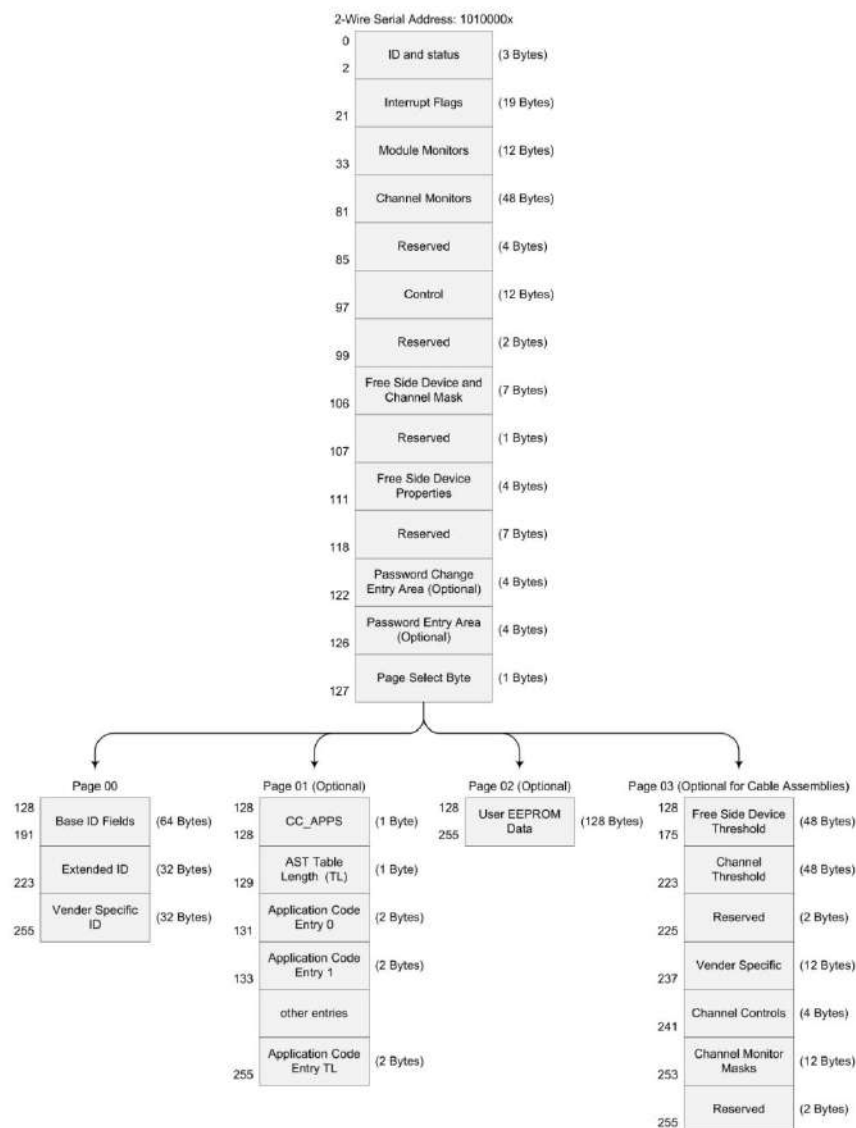 2-Wire Serial Address: 1010000x
0
ID and status
(3 Bytes)
2
Interrupt Flags
(19 Bytes)
21
Module Monitors
(12 Bytes)
33
Channel Monitors
(48 Bytes)
81
Reserved
(4 Bytes)
85
Control
(12 Bytes)
97
Reserved
(2 Bytes)
99
Free Side Device and
Channel Mask
(7 Bytes)
106
Reserved
(1 Bytes)
107
Free Side Device
Properties
(4 Bytes)
111
Reserved
(7 Bytes)
118
Password Change
Entry Area (Optional)
(4 Bytes)
122
Password Entry Area
(Optional)
(4 Bytes)
126
Page Select Byte
(1 Bytes)
127
Page 00
128
Base ID Fields
(64 Bytes)
191
Extended ID
(32 Bytes)
223
Vender Specific
ID
(32 Bytes)
255
Page 01 (Optional)
128
CC_APPS
(1 Byte)
128
AST Table
Length (TL)
(1 Byte)
129
Application Code
Entry 0
(2 Bytes)
131
Application Code
Entry 1
(2 Bytes)
133
other entries
Application Code
Entry TL
(2 Bytes)
255
Page 02 (Optional)
128
User EEPROM
Data
(128 Bytes)
255
Page 03 (Optional for Cable Assemblies)
128
Free Side Device
Threshold
(48 Bytes)
175
Channel
Threshold
(48 Bytes)
223
Reserved
(2 Bytes)
225
Vender Specific
(12 Bytes)
237
Channel Controls
(4 Bytes)
241
Channel Monitor
Masks
(12 Bytes)
253
Reserved
(2 Bytes)
255